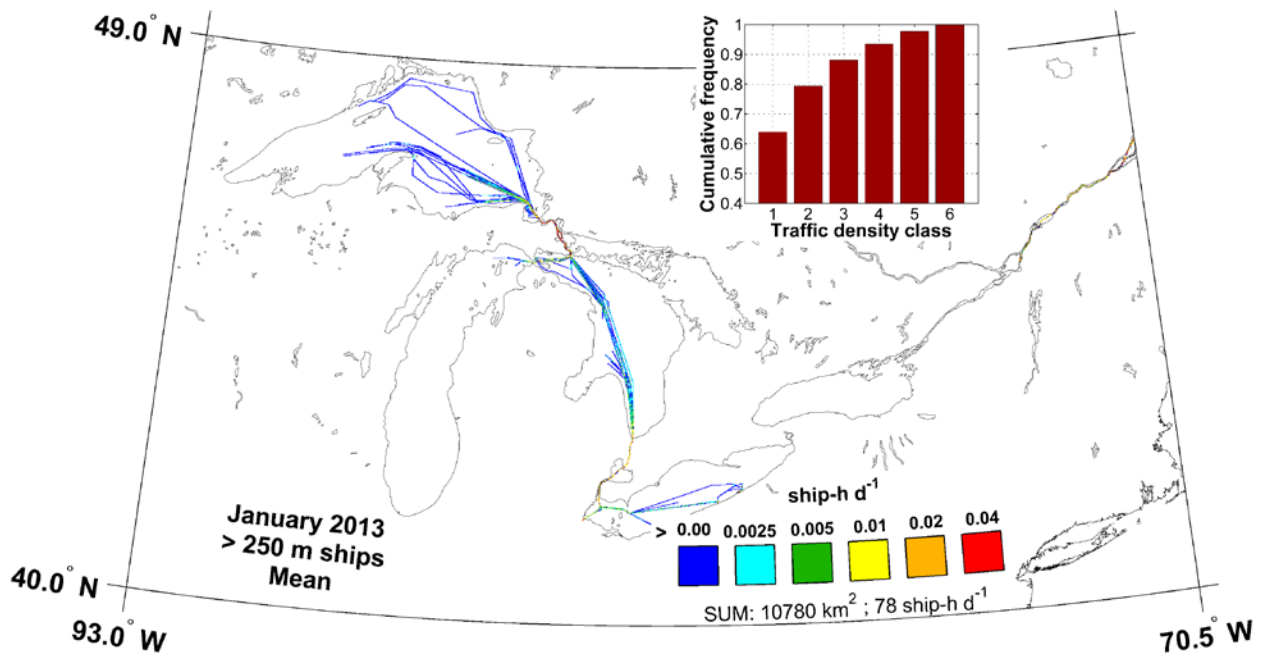 49.0° N
1
0.9
0.8
0.7
0.6
0.5
0.4
Cumulative frequency
1 2 3 4 5 6
Traffic density class
January 2013
> 250 m ships
Mean
ship-h d⁻¹
> 0.00 0.0025 0.005 0.01 0.02 0.04
SUM: 10780 km² ; 78 ship-h d⁻¹
40.0° N
93.0° W
70.5° W